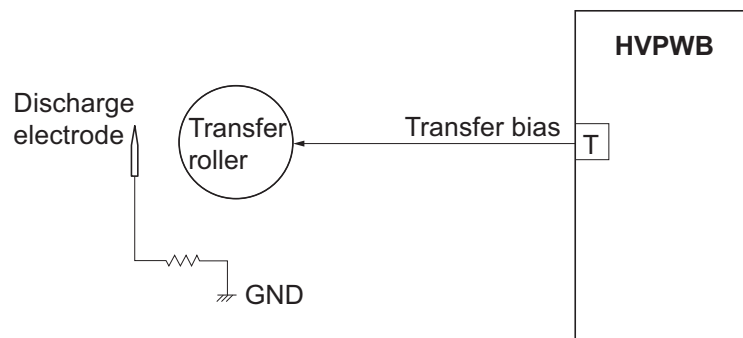 HVPWB
Discharge
electrode
Transfer
roller
Transfer bias
T
GND